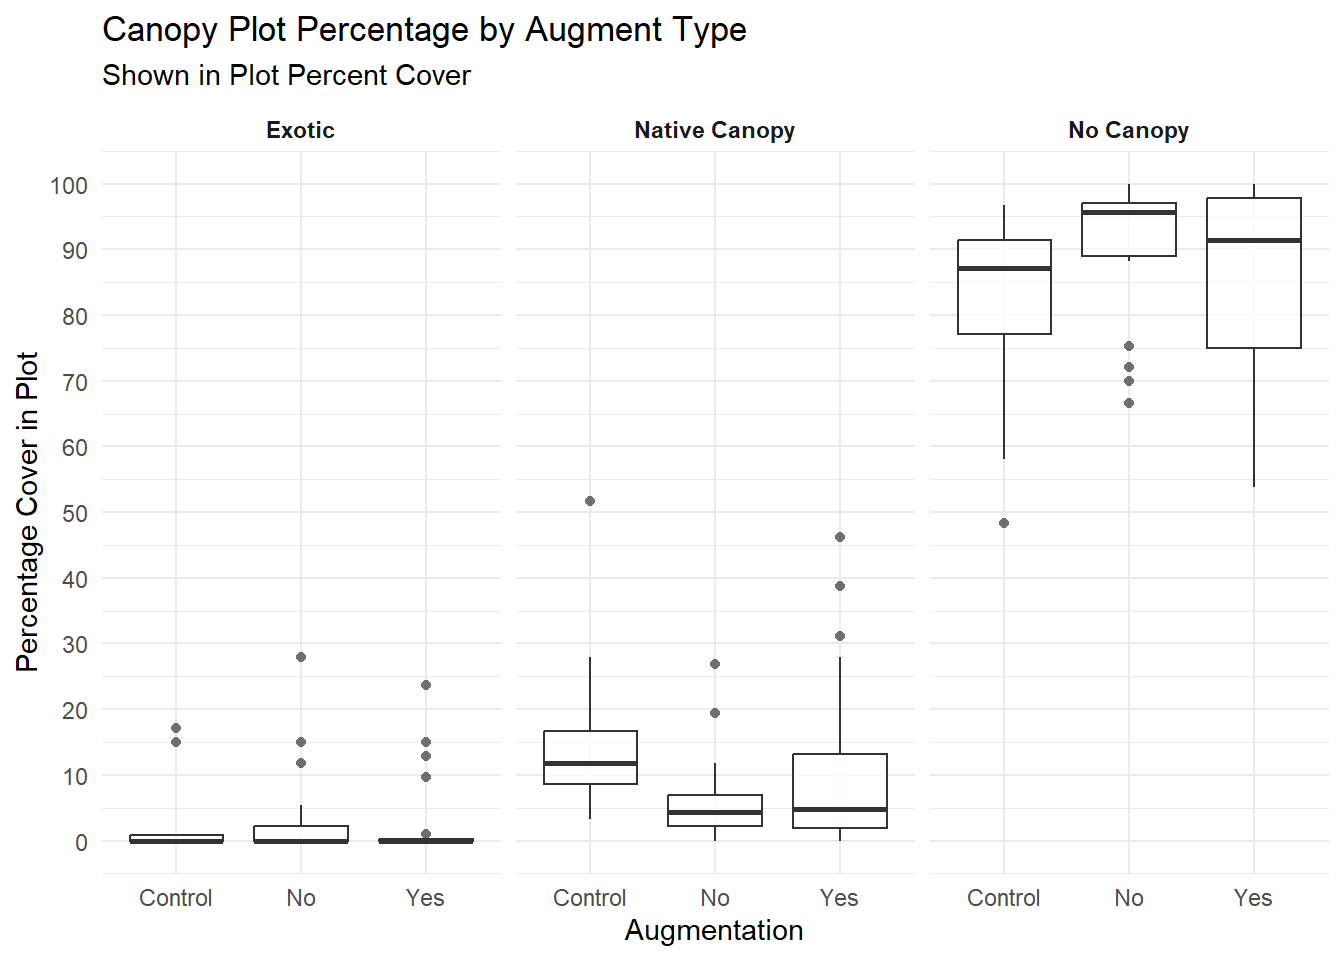 Canopy Plot Percentage by Augment Type
Shown in Plot Percent Cover
Exotic
Native Canopy
No Canopy
Percentage Cover in Plot
100
90
80
70
60
50
40
30
20
10
0
Control No Yes
Control No Yes
Control No Yes
Augmentation